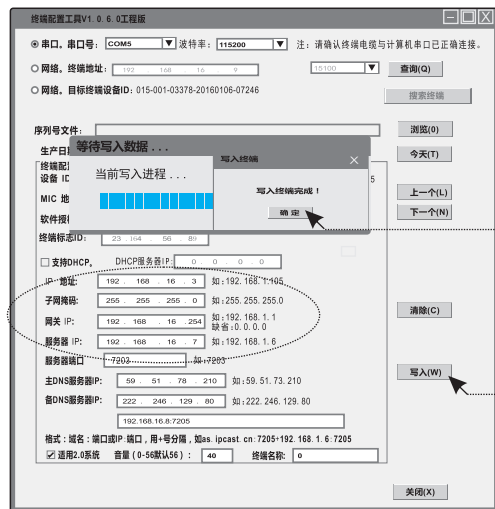 终端配置工具V1.0.6.0工程版
串口。串口号: COM5 波特率: 115200 注: 请确认终端电缆与计算机串口已正确连接。
网络。终端地址: 192 . 168 . 16 . 9 15100 查询(Q)
网络。目标终端设备ID: 015-001-03378-20160106-07246 搜索终端
序列号文件: 浏览(O)
生产日 今天(T)
等待写入数据...
写入终端
终端配
设备 ID 5
当前写入进程...
写入终端完成!
MIC 地 上一个(L)
确定
软件授 下一个(N)
终端标志ID: 23 .104 . 56 . 89
支持DHCP。 DHCP服务器IP: 0 . 0 . 0 . 0
IP 地址: 192 . 168 . 16 . 3 如:192.168.1.105
子网掩码: 255 . 255 . 255 . 0 如:255.255.255.0
网关 IP: 192 . 168 . 16 .254 如:192.168.1.1 清除(C)
缺省:0.0.0.0
服务器 IP: 192 . 168 . 16 . 7 如:192.168.1.6
服务器端口 7203 如:7203
主DNS服务器IP: 59 . 51 . 78 . 210 如:59.51.73.210 写入(W)
备DNS服务器IP: 222 . 246 . 129 . 80 如:222.246.129.80
192.168.16.8:7205
格式:域名:端口或IP:端口,用+号分隔,如as.ipcast.cn:7205+192.168.1.6:7205
适用2.0系统 音量(0-56默认56): 40 终端名称: 0
关闭(X)